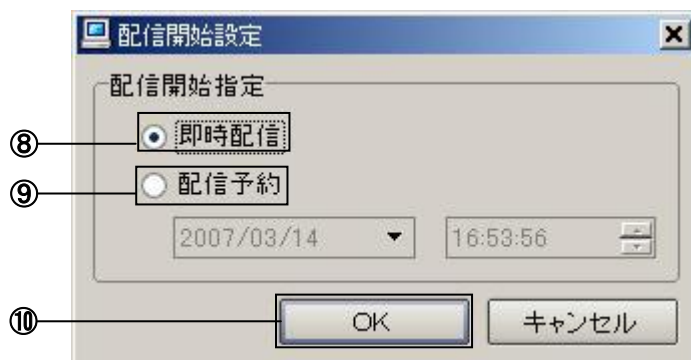 配信開始設定
配信開始指定
⑧ 即時配信
⑨ 配信予約
2007/03/14 16:53:56
⑩ OK キャンセル